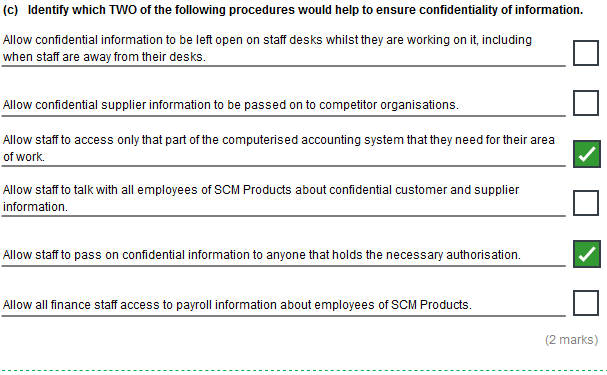 (c) Identify which TWO of the following procedures would help to ensure confidentiality of information.
Allow confidential information to be left open on staff desks whilst they are working on it, including
when staff are away from their desks.
Allow confidential supplier information to be passed on to competitor organisations.
Allow staff to access only that part of the computerised accounting system that they need for their area
of work.
Allow staff to talk with all employees of SCM Products about confidential customer and supplier
information.
Allow staff to pass on confidential information to anyone that holds the necessary authorisation.
Allow all finance staff access to payroll information about employees of SCM Products.
(2 marks)